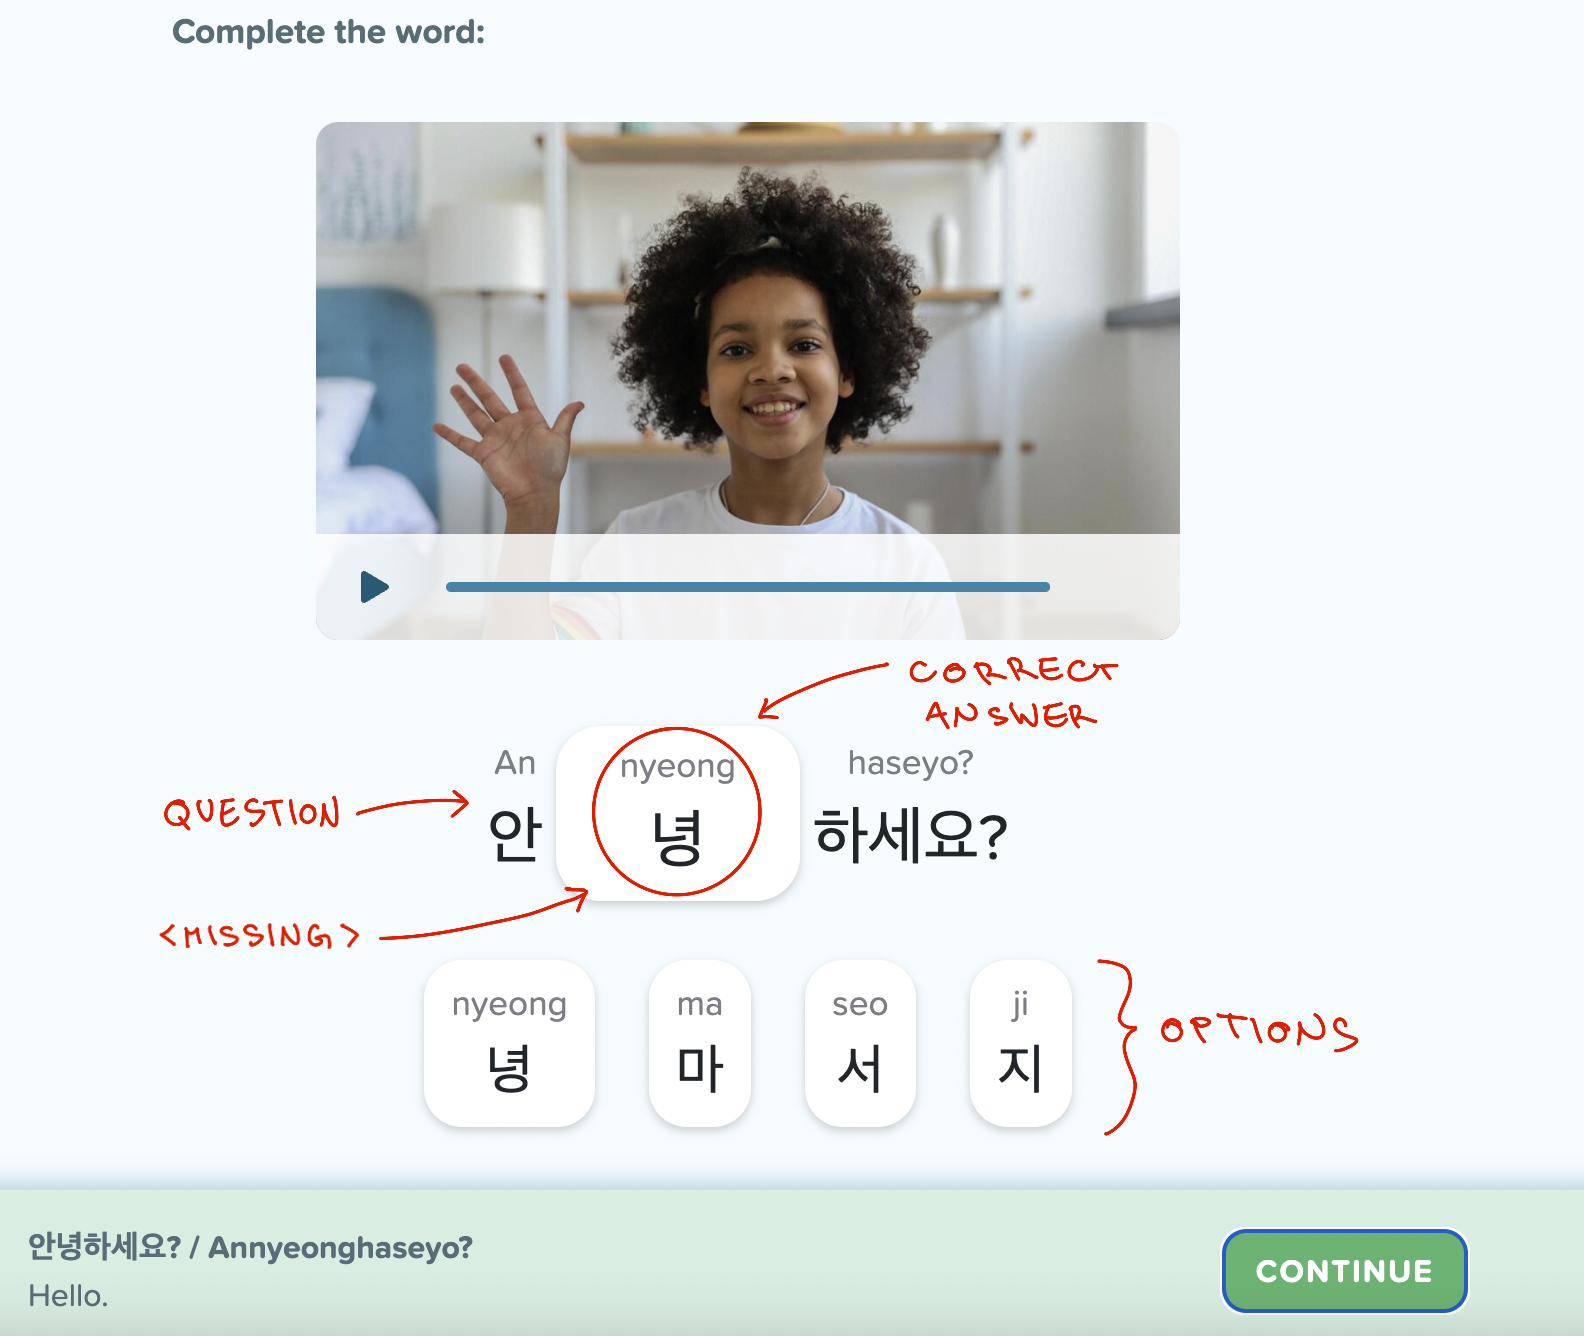 Complete the word:
CORRECT
ANSWER
An nyeong haseyo?
QUESTION
안 녕 하세요?
<MISSING>
nyeong ma seo ji
녕 마 서 지
OPTIONS
안녕하세요? / Annyeonghaseyo?
Hello.
CONTINUE